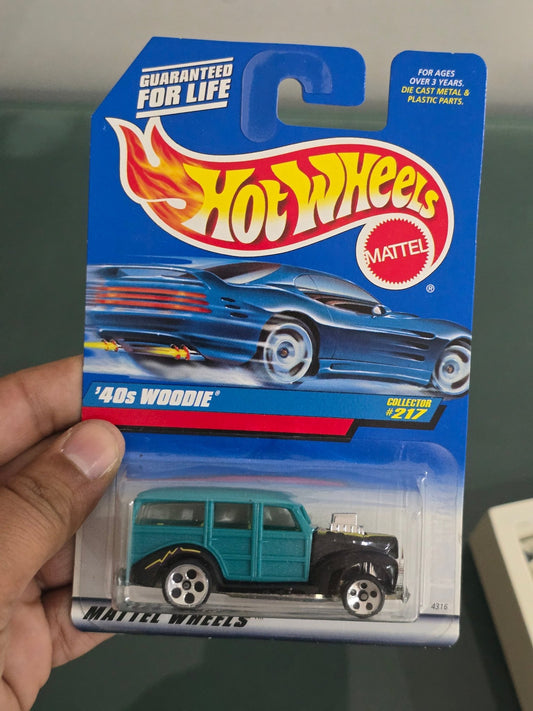 GUARANTEED
FOR LIFE
FOR AGES
OVER 3 YEARS.
DIE CAST METAL &
PLASTIC PARTS.
HOT WHEELS
MATTEL
®
'40s WOODIE®
COLLECTOR
#217
4316
MATTEL WHEELS™